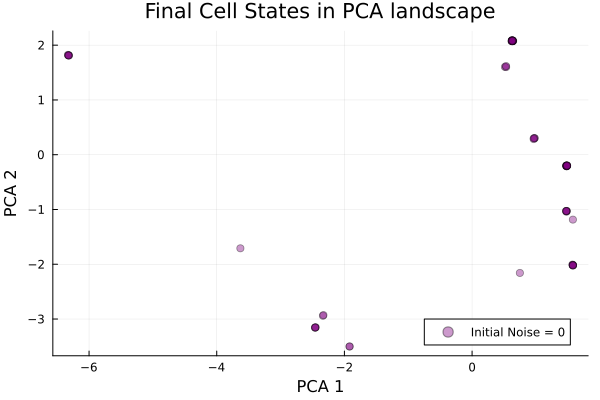 Final Cell States in PCA landscape
PCA 2
2
1
0
−1
−2
−3
Initial Noise = 0
−6
−4
−2
0
PCA 1